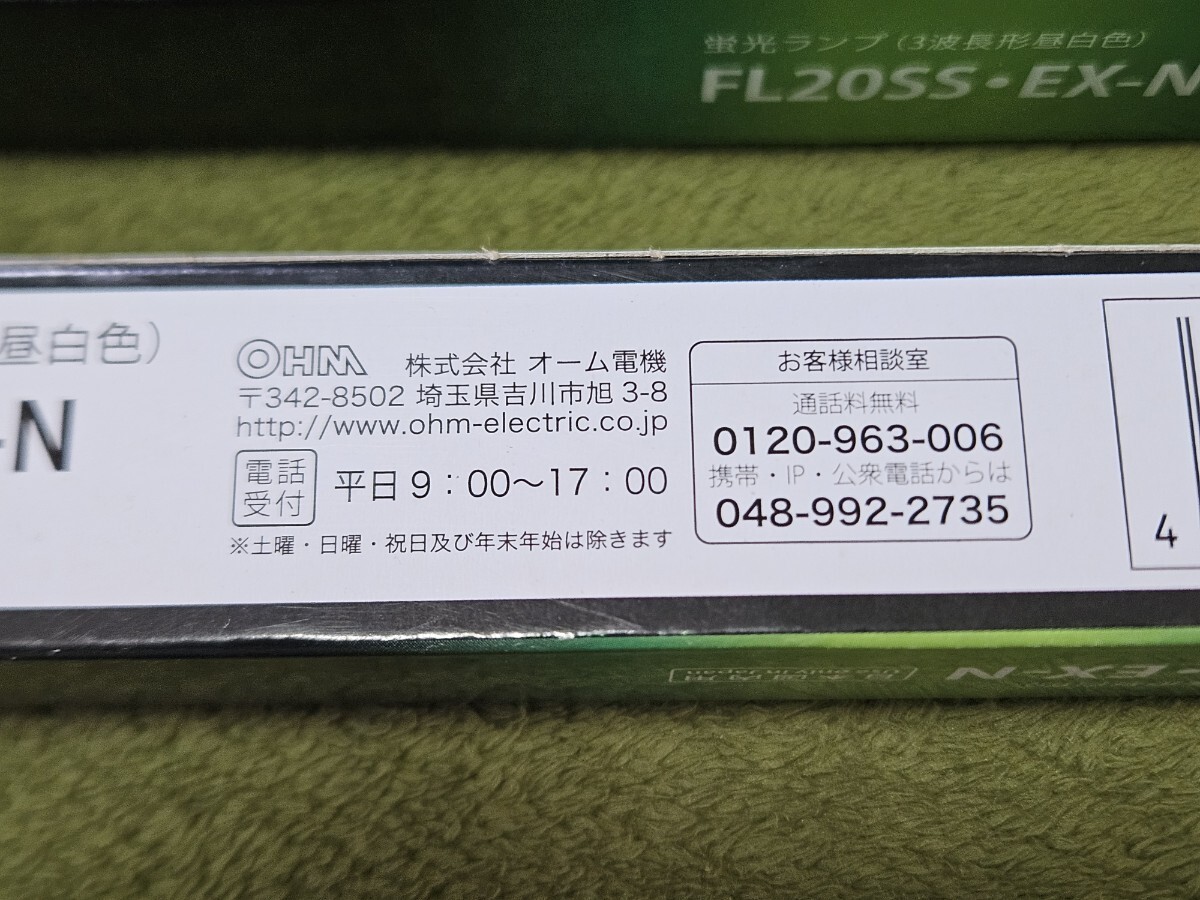 蛍光ランプ（3波長形昼白色）
FL20SS・EX-N
昼白色）
-N
OHM 株式会社 オーム電機
〒342-8502 埼玉県吉川市旭 3-8
http://www.ohm-electric.co.jp
電話
受付
平日 9：00～17：00
※土曜・日曜・祝日及び年末年始は除きます
お客様相談室
通話料無料
0120-963-006
携帯・IP・公衆電話からは
048-992-2735
4
EX-N